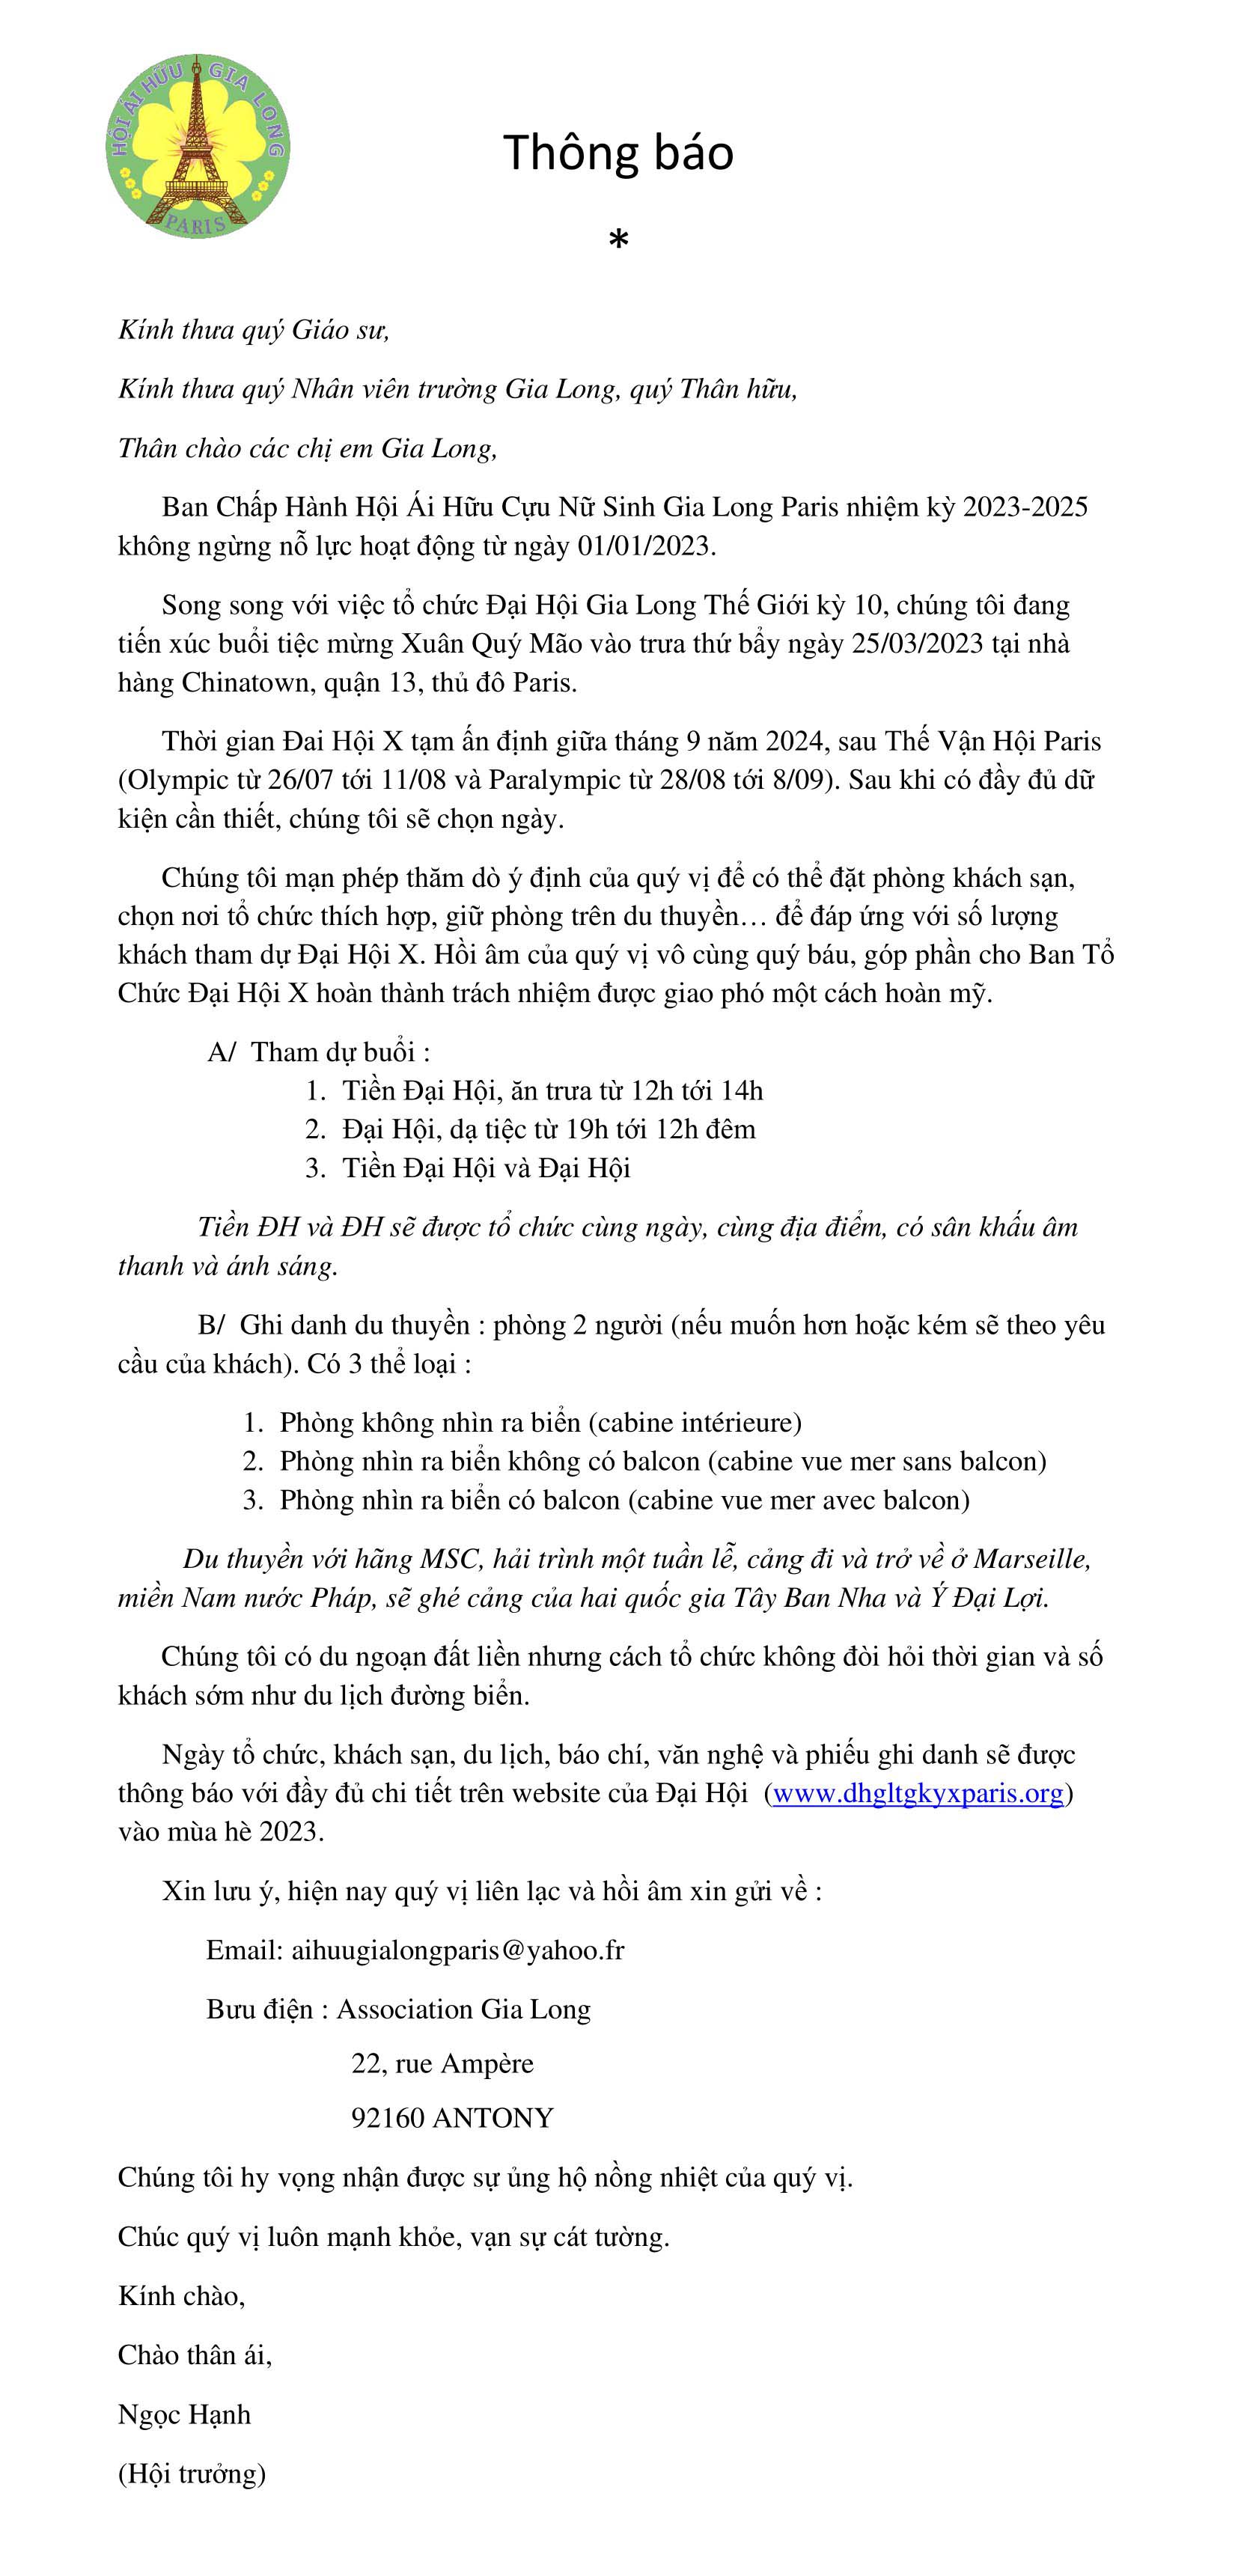 HỘI ÁI HỮU GIA LONG
PARIS
Thông báo
*
Kính thưa quý Giáo sư,
Kính thưa quý Nhân viên trường Gia Long, quý Thân hữu,
Thân chào các chị em Gia Long,
Ban Chấp Hành Hội Ái Hữu Cựu Nữ Sinh Gia Long Paris nhiệm kỳ 2023-2025
không ngừng nỗ lực hoạt động từ ngày 01/01/2023.
Song song với việc tổ chức Đại Hội Gia Long Thế Giới kỳ 10, chúng tôi đang
tiến xúc buổi tiệc mừng Xuân Quý Mão vào trưa thứ bẩy ngày 25/03/2023 tại nhà
hàng Chinatown, quận 13, thủ đô Paris.
Thời gian Đai Hội X tạm ấn định giữa tháng 9 năm 2024, sau Thế Vận Hội Paris
(Olympic từ 26/07 tới 11/08 và Paralympic từ 28/08 tới 8/09). Sau khi có đầy đủ dữ
kiện cần thiết, chúng tôi sẽ chọn ngày.
Chúng tôi mạn phép thăm dò ý định của quý vị để có thể đặt phòng khách sạn,
chọn nơi tổ chức thích hợp, giữ phòng trên du thuyền… để đáp ứng với số lượng
khách tham dự Đại Hội X. Hồi âm của quý vị vô cùng quý báu, góp phần cho Ban Tổ
Chức Đại Hội X hoàn thành trách nhiệm được giao phó một cách hoàn mỹ.
A/ Tham dự buổi :
1. Tiền Đại Hội, ăn trưa từ 12h tới 14h
2. Đại Hội, dạ tiệc từ 19h tới 12h đêm
3. Tiền Đại Hội và Đại Hội
Tiền ĐH và ĐH sẽ được tổ chức cùng ngày, cùng địa điểm, có sân khấu âm
thanh và ánh sáng.
B/ Ghi danh du thuyền : phòng 2 người (nếu muốn hơn hoặc kém sẽ theo yêu
cầu của khách). Có 3 thể loại :
1. Phòng không nhìn ra biển (cabine intérieure)
2. Phòng nhìn ra biển không có balcon (cabine vue mer sans balcon)
3. Phòng nhìn ra biển có balcon (cabine vue mer avec balcon)
Du thuyền với hãng MSC, hải trình một tuần lễ, cảng đi và trở về ở Marseille,
miền Nam nước Pháp, sẽ ghé cảng của hai quốc gia Tây Ban Nha và Ý Đại Lợi.
Chúng tôi có du ngoạn đất liền nhưng cách tổ chức không đòi hỏi thời gian và số
khách sớm như du lịch đường biển.
Ngày tổ chức, khách sạn, du lịch, báo chí, văn nghệ và phiếu ghi danh sẽ được
thông báo với đầy đủ chi tiết trên website của Đại Hội (www.dhgltgkyxparis.org)
vào mùa hè 2023.
Xin lưu ý, hiện nay quý vị liên lạc và hồi âm xin gửi về :
Email: aihuugialongparis@yahoo.fr
Bưu điện : Association Gia Long
22, rue Ampère
92160 ANTONY
Chúng tôi hy vọng nhận được sự ủng hộ nồng nhiệt của quý vị.
Chúc quý vị luôn mạnh khỏe, vạn sự cát tường.
Kính chào,
Chào thân ái,
Ngọc Hạnh
(Hội trưởng)